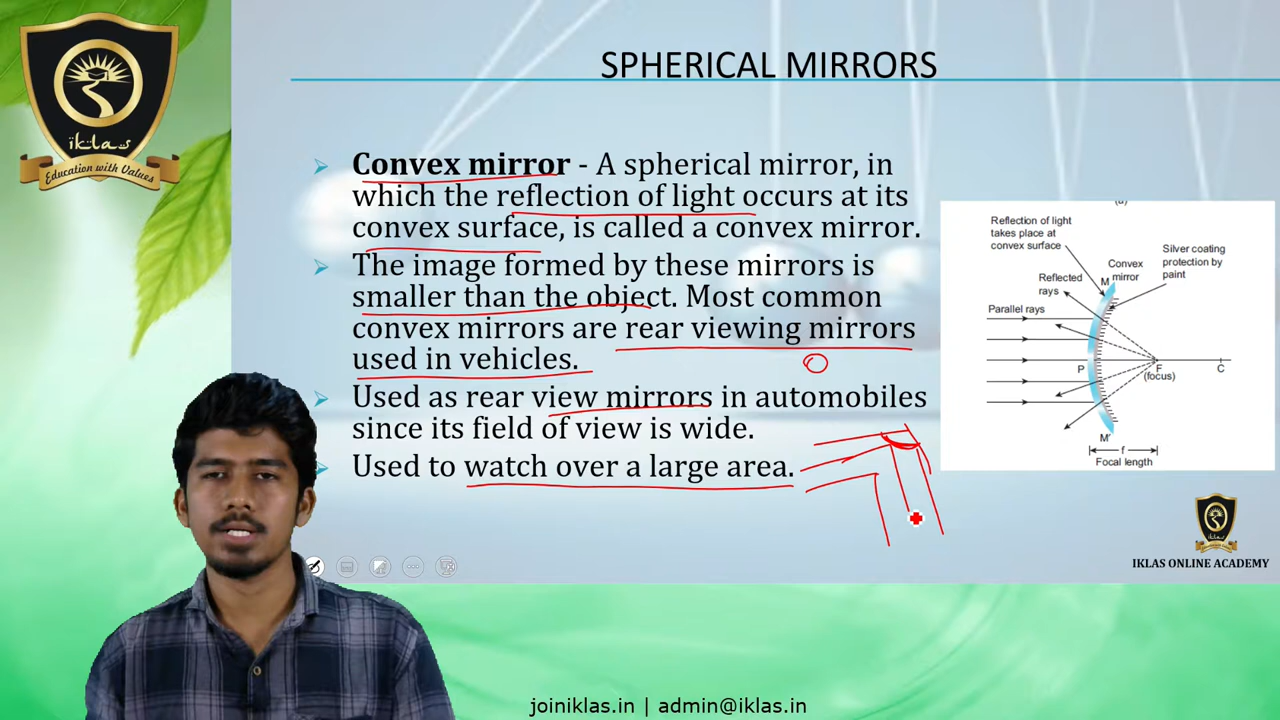 iklas
Education with Values
SPHERICAL MIRRORS
Convex mirror - A spherical mirror, in
which the reflection of light occurs at its
convex surface, is called a convex mirror.
The image formed by these mirrors is
smaller than the object. Most common
convex mirrors are rear viewing mirrors
used in vehicles.
Used as rear view mirrors in automobiles
since its field of view is wide.
Used to watch over a large area.
Reflection of light
takes place at
convex surface
Silver coating
protection by
paint
Convex
mirror
Reflected
rays
M
Parallel rays
P
F
(focus)
C
M'
f
Focal length
IKLAS ONLINE ACADEMY
joiniklas.in | admin@iklas.in